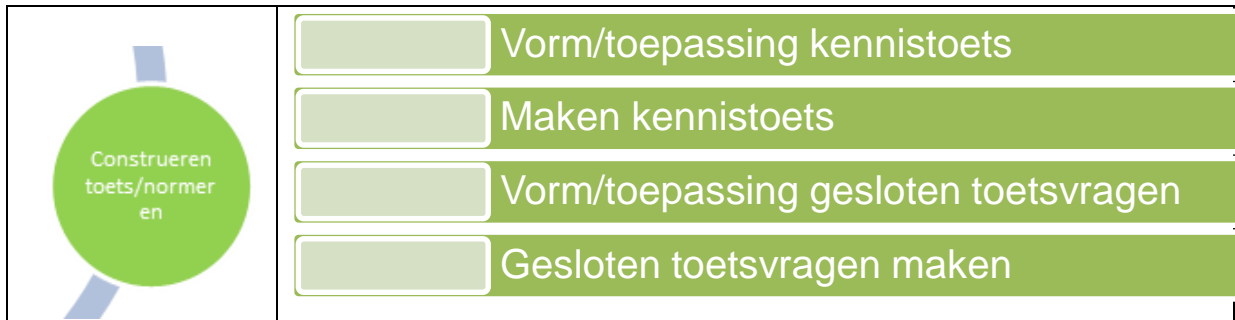 Construeren
toets/normer
en
Vorm/toepassing kennistoets
Maken kennistoets
Vorm/toepassing gesloten toetsvragen
Gesloten toetsvragen maken